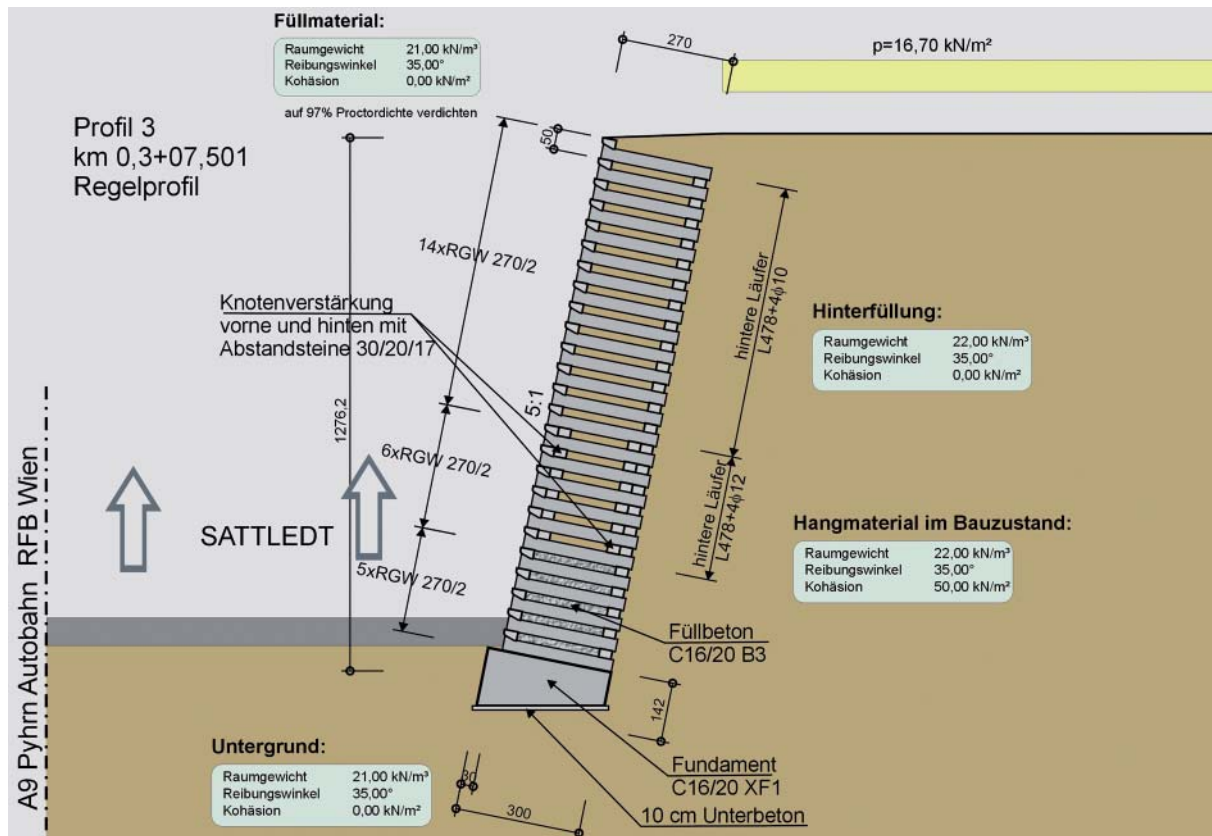 Füllmaterial:
Raumgewicht 21,00 kN/m³
Reibungswinkel 35,00°
Kohäsion 0,00 kN/m²
auf 97% Proctordichte verdichten
270
p=16,70 kN/m²
Profil 3
km 0,3+07,501
Regelprofil
50
14xRGW 270/2
Knotenverstärkung
vorne und hinten mit
Abstandsteine 30/20/17
hintere Läufer
L478+4ϕ10
Hinterfüllung:
Raumgewicht 22,00 kN/m³
Reibungswinkel 35,00°
Kohäsion 0,00 kN/m²
1276,2
5:1
6xRGW 270/2
hintere Läufer
L478+4ϕ12
SATTLEDT
Hangmaterial im Bauzustand:
Raumgewicht 22,00 kN/m³
Reibungswinkel 35,00°
Kohäsion 50,00 kN/m²
5xRGW 270/2
A9 Pyhrn Autobahn RFB Wien
Füllbeton
C16/20 B3
142
Untergrund:
Raumgewicht 21,00 kN/m³
Reibungswinkel 35,00°
Kohäsion 0,00 kN/m²
30
300
Fundament
C16/20 XF1
10 cm Unterbeton